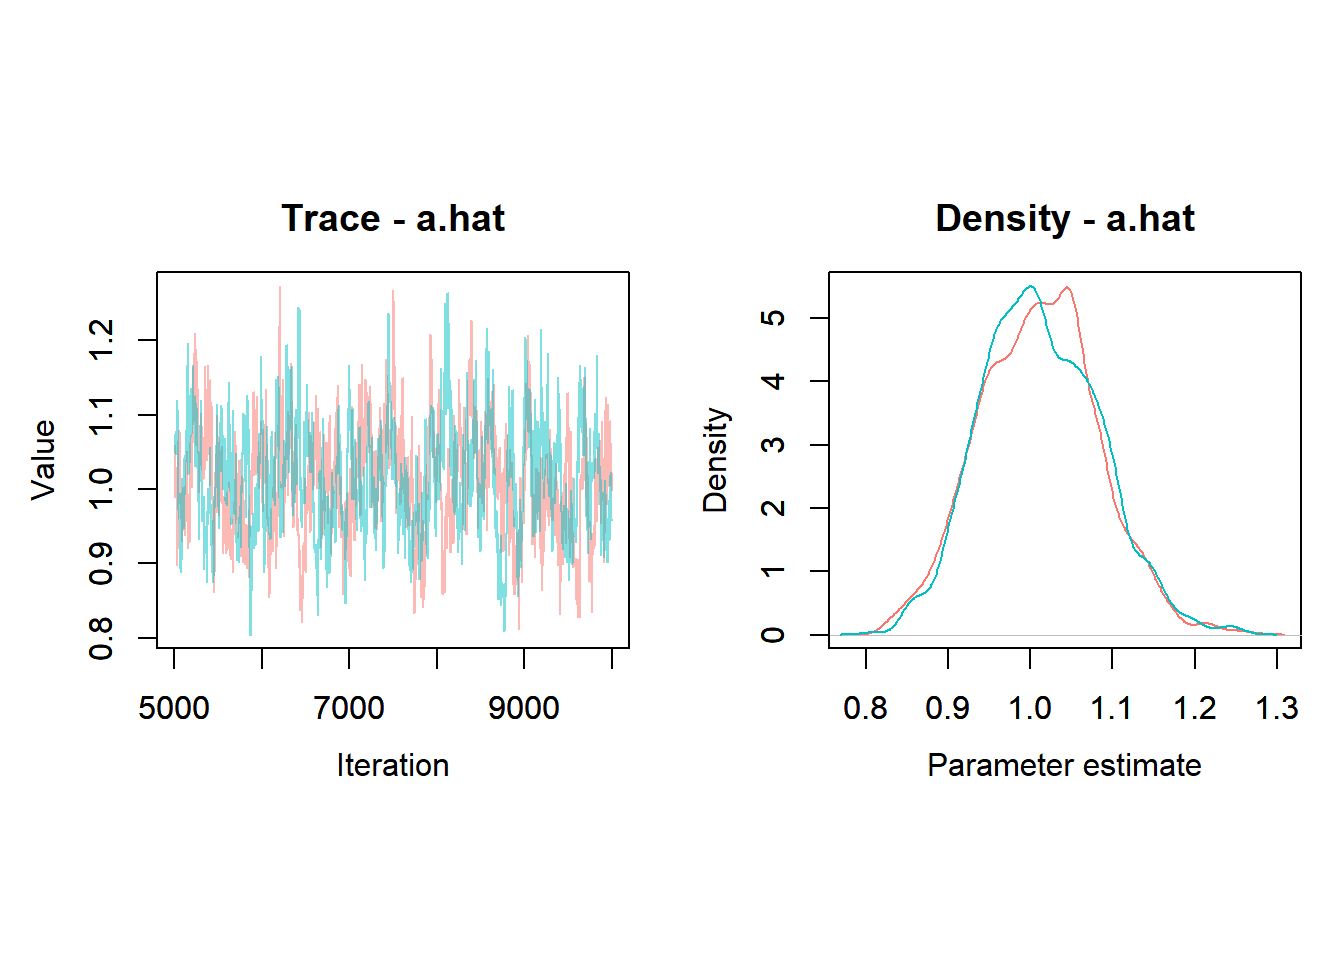 Trace - a.hat
Value
0.8 0.9 1.0 1.1 1.2
5000 7000 9000
Iteration
Density - a.hat
Density
0 1 2 3 4 5
0.8 0.9 1.0 1.1 1.2 1.3
Parameter estimate